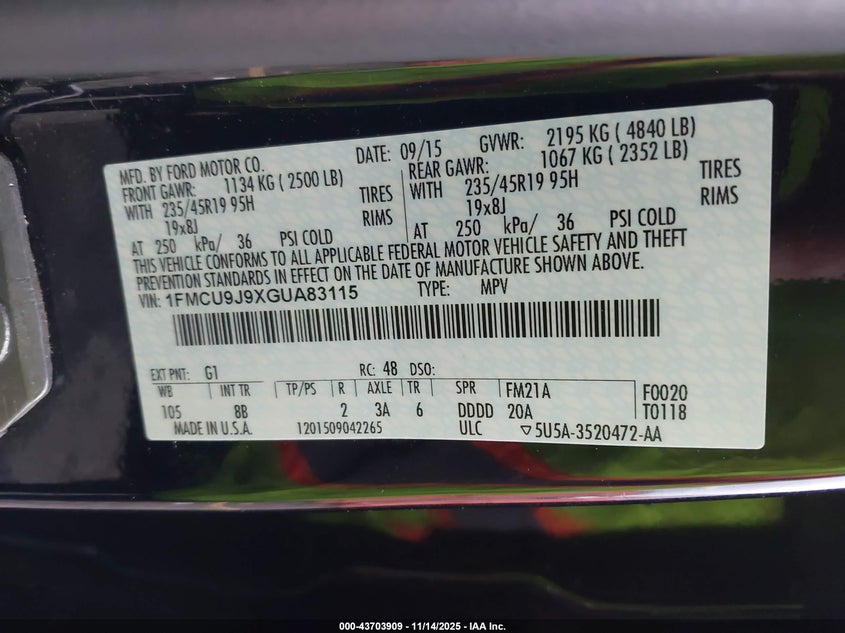 MFD. BY FORD MOTOR CO. DATE: 09/15 GVWR: 2195 KG ( 4840 LB)
FRONT GAWR: 1134 KG ( 2500 LB) REAR GAWR: 1067 KG ( 2352 LB)
WITH 235/45R19 95H TIRES WITH 235/45R19 95H TIRES
19x8J RIMS 19x8J RIMS
AT 250 kPa/ 36 PSI COLD AT 250 kPa/ 36 PSI COLD
THIS VEHICLE CONFORMS TO ALL APPLICABLE FEDERAL MOTOR VEHICLE SAFETY AND THEFT
PREVENTION STANDARDS IN EFFECT ON THE DATE OF MANUFACTURE SHOWN ABOVE.
VIN: 1FMCU9J9XGUA83115 TYPE: MPV
EXT PNT: G1 RC: 48 DSO:
WB INT TR TP/PS R AXLE TR SPR FM21A F0020
105 8B 2 3A 6 DDDD 20A T0118
MADE IN U.S.A. 1201509042265 ULC ▽5U5A-3520472-AA
000-43703909 - 11/14/2025 - IAA Inc.